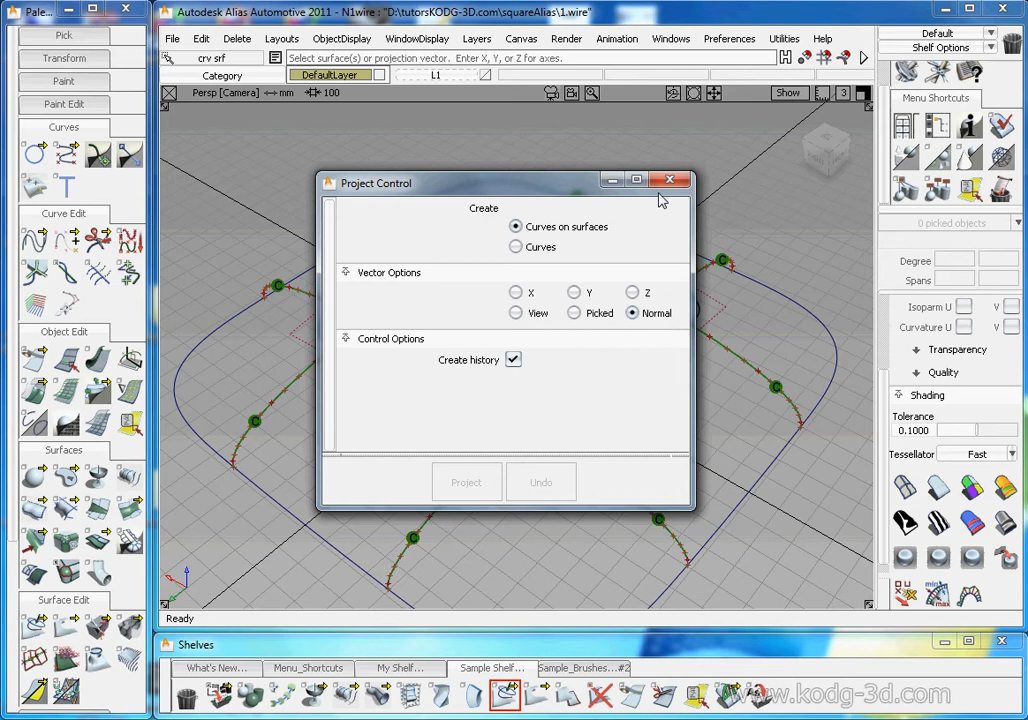 Pale...
Autodesk Alias Automotive 2011 - N1wire : "D:\tutorsKODG-3D.com\squareAlias\1.wire"
File Edit Delete Layouts ObjectDisplay WindowDisplay Layers Canvas Render Animation Windows Preferences Utilities Help
crv srf
Select surface(s) or projection vector. Enter X, Y, or Z for axes.
Category
DefaultLayer
L1
Persp [Camera] mm 100
Show
3
Pick
Transform
Paint
Paint Edit
Curves
Curve Edit
Object Edit
Surfaces
Surface Edit
Project Control
Create
Curves on surfaces
Curves
Vector Options
X Y Z
View Picked Normal
Control Options
Create history
Project Undo
C
C
C
C
C
C
Ready
Default
Shelf Options
Menu Shortcuts
0 picked objects
Degree
Spans
Isoparm U V
Curvature U V
Transparency
Quality
Shading
Tolerance
0.1000
Tessellator Fast
min/max
Shelves
What's New... Menu_Shortcuts My Shelf... Sample Shelf... Sample_Brushes...#2
www.kodg-3d.com